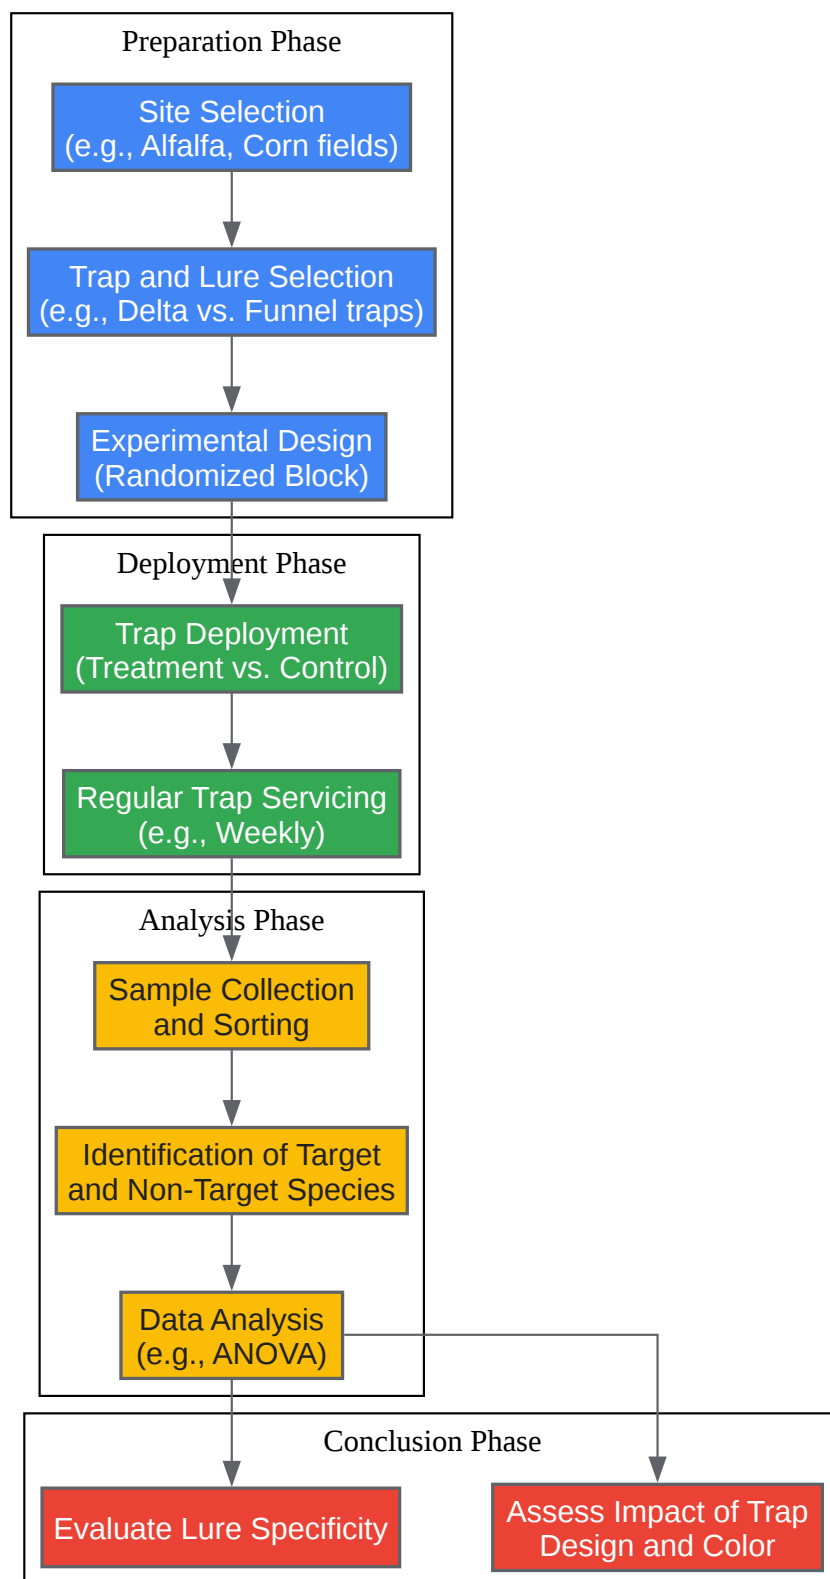 Preparation Phase
Site Selection
(e.g., Alfalfa, Corn fields)
Trap and Lure Selection
(e.g., Delta vs. Funnel traps)
Experimental Design
(Randomized Block)
Deployment Phase
Trap Deployment
(Treatment vs. Control)
Regular Trap Servicing
(e.g., Weekly)
Analysis Phase
Sample Collection
and Sorting
Identification of Target
and Non-Target Species
Data Analysis
(e.g., ANOVA)
Conclusion Phase
Evaluate Lure Specificity
Assess Impact of Trap
Design and Color